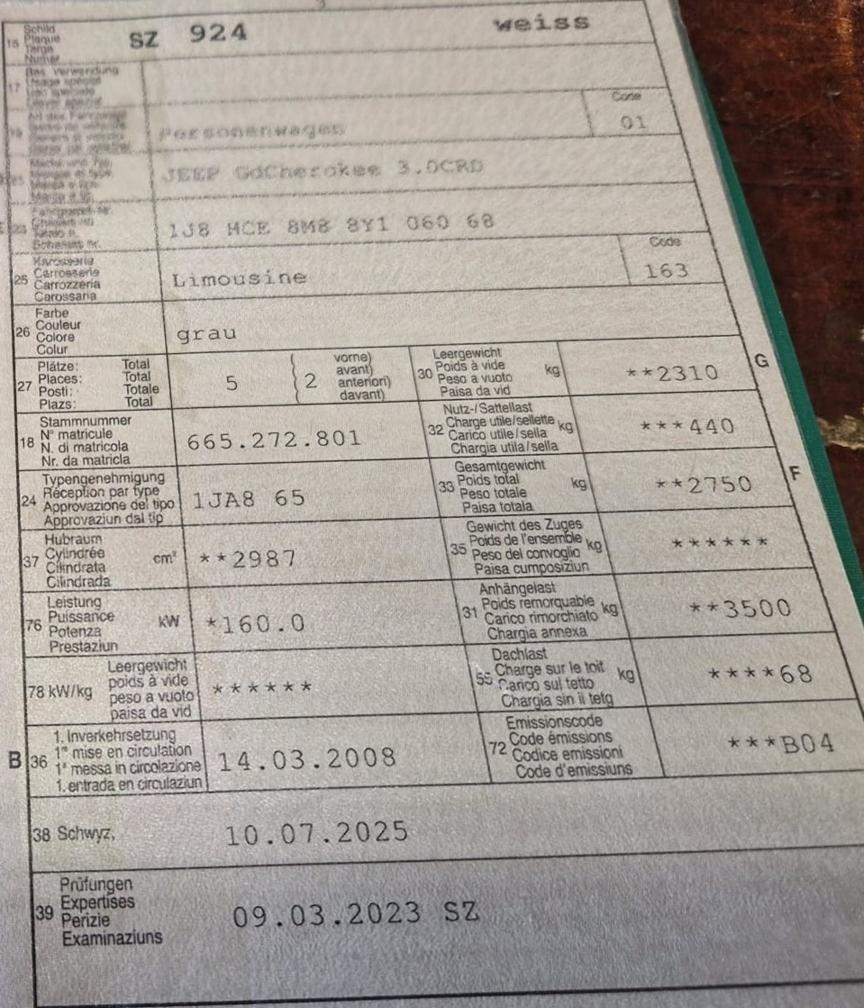 15 Schild Plaque Targa Numer SZ 924 weiss
17
Code
Personenwagen 01
JEEP GdCherokee 3.0CRD
1J8 HCE 8M8 8Y1 060 68
Code
25 Karosserie Carrosserie Carrozzeria Carossaria Limousine 163
26 Farbe Couleur Colore Colur grau
27 Plätze: Total Places: Total Posti: Totale Plazs: Total 5 2 vorne) avant) anteriori) davant)
30 Leergewicht Poids à vide Peso a vuoto Paisa da vid kg **2310 G
18 Stammnummer N° matricule N. di matricola Nr. da matricla 665.272.801
32 Nutz-/Sattellast Charge utile/sellette Carico utile/sella Chargia utila/sella kg ***440
24 Typengenehmigung Réception par type Approvazione del tipo Approvaziun dal tip 1JA8 65
33 Gesamtgewicht Poids total Peso totale Paisa totala kg **2750 F
37 Hubraum Cylindrée Cilindrata Cilindrada cm³ **2987
35 Gewicht des Zuges Poids de l'ensemble Peso del convoglio Paisa cumposiziun kg ******
76 Leistung Puissance Potenza Prestaziun kW *160.0
31 Anhängelast Poids remorquable Carico rimorchiato Chargia annexa kg **3500
78 kW/kg Leergewicht poids à vide peso a vuoto paisa da vid ******
55 Dachlast Charge sur le toit Carico sul tetto Chargia sin il tetg kg ****68
B 36 1. Inverkehrsetzung 1re mise en circulation 1a messa in circolazione 1. entrada en circulaziun 14.03.2008
72 Emissionscode Code émissions Codice emissioni Code d'emissiuns ***B04
38 Schwyz, 10.07.2025
39 Prüfungen Expertises Perizie Examinaziuns 09.03.2023 SZ